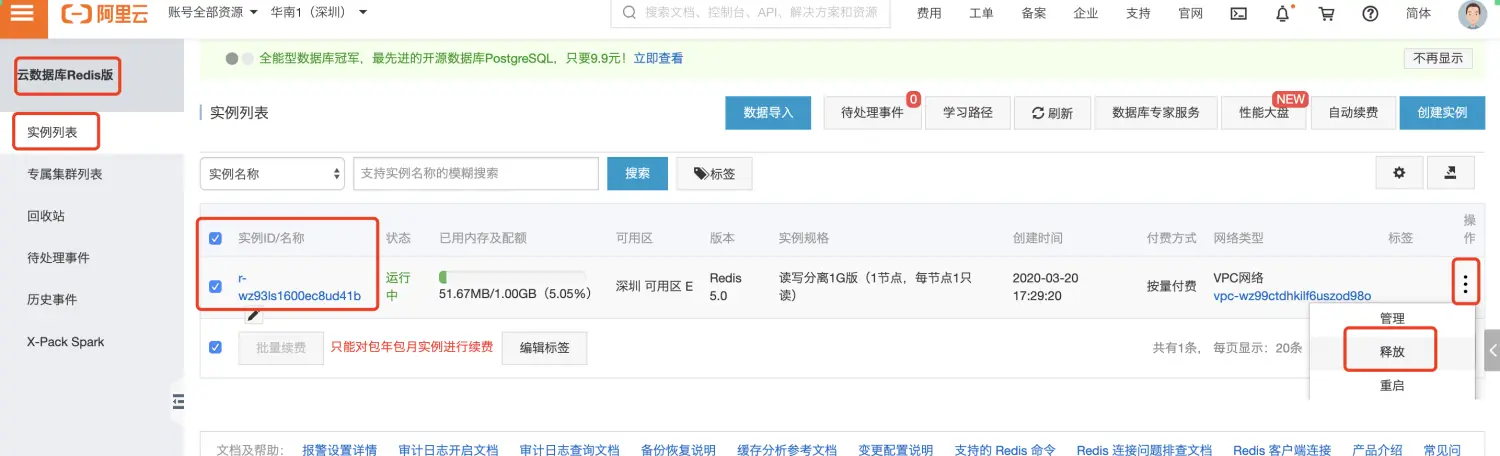 阿里云 账号全部资源 华南1（深圳） 搜索文档、控制台、API、解决方案和资源 费用 工单 备案 企业 支持 官网 简体
云数据库Redis版
实例列表
专属集群列表
回收站
待处理事件
历史事件
X-Pack Spark
全能型数据库冠军，最先进的开源数据库PostgreSQL，只要9.9元！立即查看 不再显示
实例列表 数据导入 待处理事件 0 学习路径 刷新 数据库专家服务 性能大盘 NEW 自动续费 创建实例
实例名称 支持实例名称的模糊搜索 搜索 标签
实例ID/名称 状态 已用内存及配额 可用区 版本 实例规格 创建时间 付费方式 网络类型 标签 操作
r-wz93ls1600ec8ud41b 运行中 51.67MB/1.00GB（5.05%） 深圳 可用区 E Redis 5.0 读写分离1G版（1节点，每节点1只读） 2020-03-20 17:29:20 按量付费 VPC网络
vpc-wz99ctdhkilf6uszod98o
管理
释放
重启
批量续费 只能对包年包月实例进行续费 编辑标签 共有1条， 每页显示：20条
文档及帮助： 报警设置详情 审计日志开启文档 审计日志查询文档 备份恢复说明 缓存分析参考文档 变更配置说明 支持的 Redis 命令 Redis 连接问题排查文档 Redis 客户端连接 产品介绍 常见问